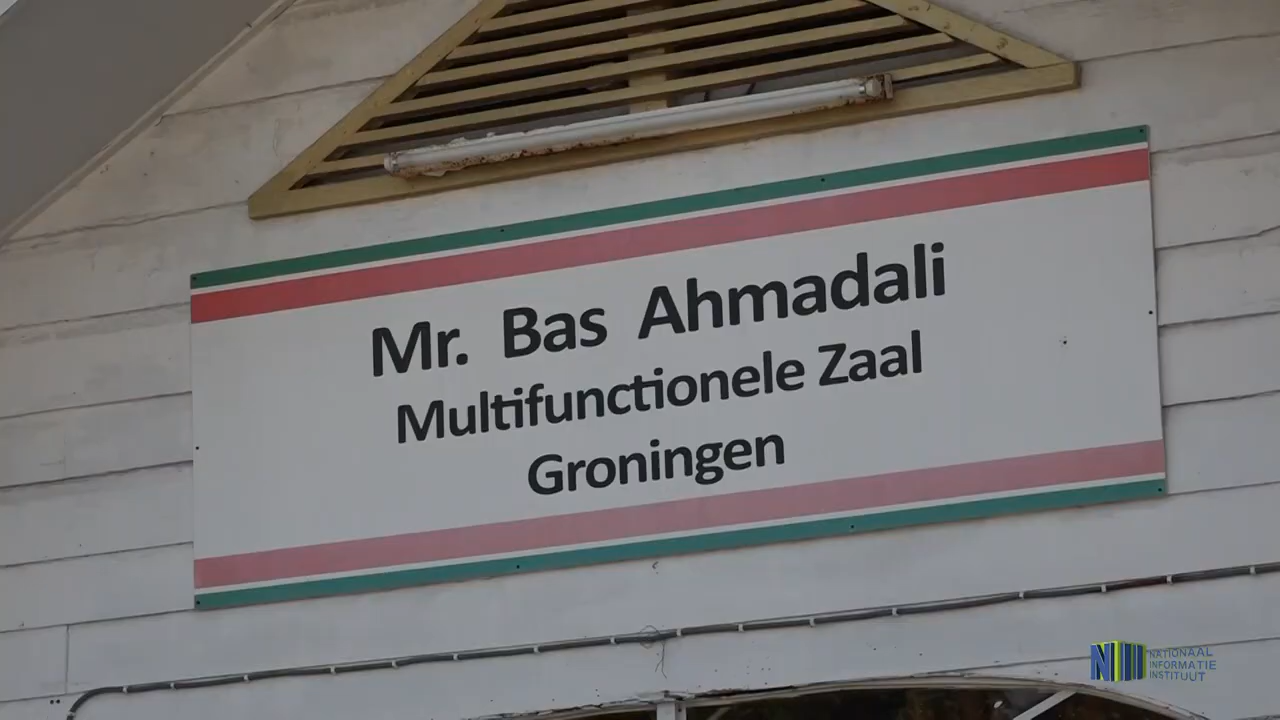 Mr. Bas Ahmadali
Multifunctionele Zaal
Groningen
NATIONAAL
INFORMATIE
INSTITUUT